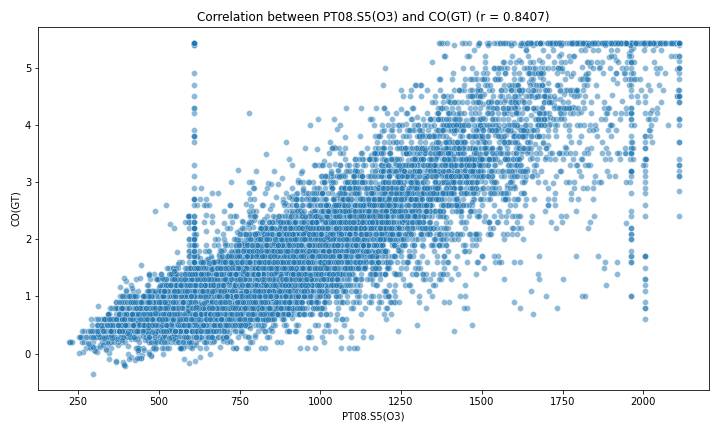 Correlation between PT08.S5(O3) and CO(GT) (r = 0.8407)
5
4
3
2
1
0
CO(GT)
250 500 750 1000 1250 1500 1750 2000
PT08.S5(O3)